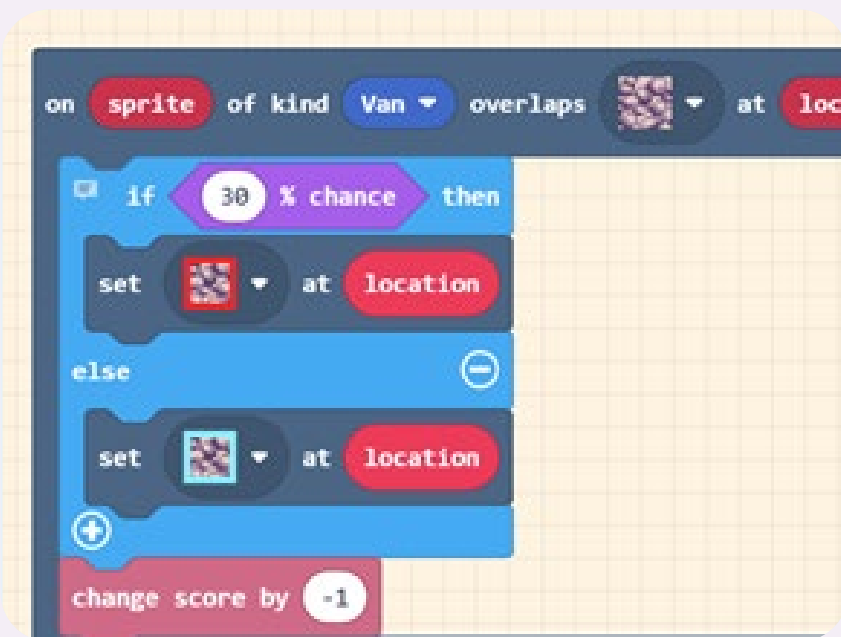 on sprite of kind Van overlaps at loc
if 30 % chance then
set at location
else
set at location
change score by -1